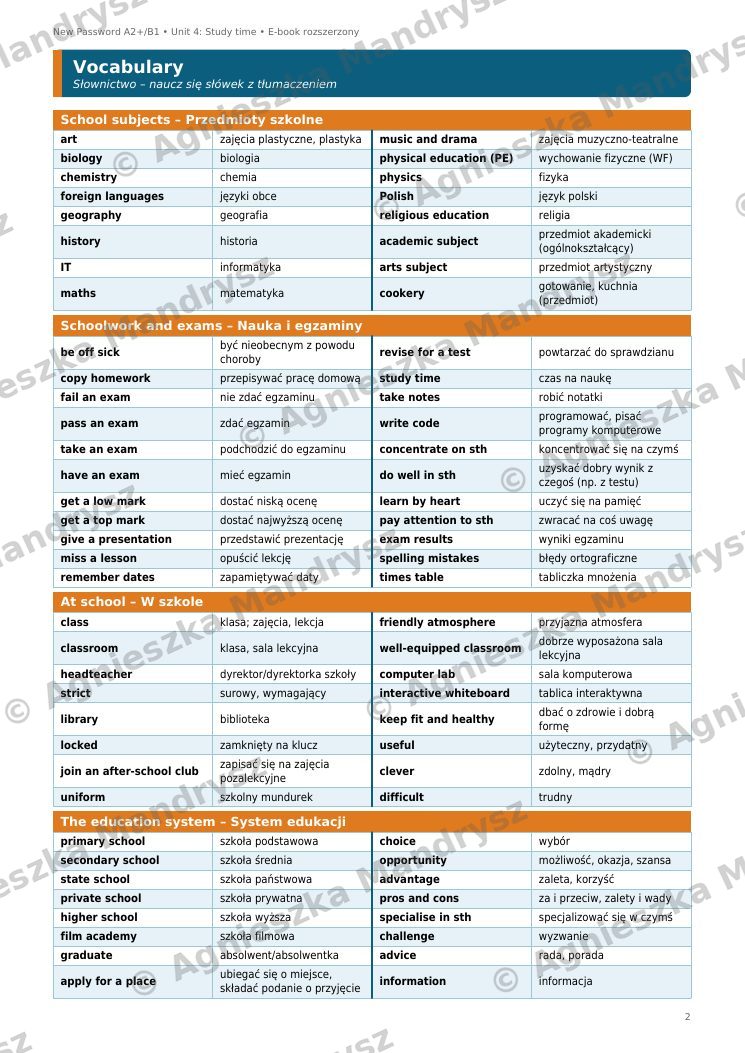 New Password A2+/B1 • Unit 4: Study time • E-book rozszerzony
Vocabulary
Słownictwo – naucz się słówek z tłumaczeniem
School subjects – Przedmioty szkolne
art zajęcia plastyczne, plastyka music and drama zajęcia muzyczno-teatralne
biology biologia physical education (PE) wychowanie fizyczne (WF)
chemistry chemia physics fizyka
foreign languages języki obce Polish język polski
geography geografia religious education religia
history historia academic subject przedmiot akademicki
(ogólnokształcący)
IT informatyka arts subject przedmiot artystyczny
maths matematyka cookery gotowanie, kuchnia
(przedmiot)
Schoolwork and exams – Nauka i egzaminy
be off sick być nieobecnym z powodu
choroby revise for a test powtarzać do sprawdzianu
copy homework przepisywać pracę domową study time czas na naukę
fail an exam nie zdać egzaminu take notes robić notatki
pass an exam zdać egzamin write code programować, pisać
programy komputerowe
take an exam podchodzić do egzaminu concentrate on sth koncentrować się na czymś
have an exam mieć egzamin do well in sth uzyskać dobry wynik z
czegoś (np. z testu)
get a low mark dostać niską ocenę learn by heart uczyć się na pamięć
get a top mark dostać najwyższą ocenę pay attention to sth zwracać na coś uwagę
give a presentation przedstawić prezentację exam results wyniki egzaminu
miss a lesson opuścić lekcję spelling mistakes błędy ortograficzne
remember dates zapamiętywać daty times table tabliczka mnożenia
At school – W szkole
class klasa; zajęcia, lekcja friendly atmosphere przyjazna atmosfera
classroom klasa, sala lekcyjna well-equipped classroom dobrze wyposażona sala
lekcyjna
headteacher dyrektor/dyrektorka szkoły computer lab sala komputerowa
strict surowy, wymagający interactive whiteboard tablica interaktywna
library biblioteka keep fit and healthy dbać o zdrowie i dobrą
formę
locked zamknięty na klucz useful użyteczny, przydatny
join an after-school club zapisać się na zajęcia
pozalekcyjne clever zdolny, mądry
uniform szkolny mundurek difficult trudny
The education system – System edukacji
primary school szkoła podstawowa choice wybór
secondary school szkoła średnia opportunity możliwość, okazja, szansa
state school szkoła państwowa advantage zaleta, korzyść
private school szkoła prywatna pros and cons za i przeciw, zalety i wady
higher school szkoła wyższa specialise in sth specjalizować się w czymś
film academy szkoła filmowa challenge wyzwanie
graduate absolwent/absolwentka advice rada, porada
apply for a place ubiegać się o miejsce,
składać podanie o przyjęcie information informacja
2
© Agnieszka Mandrysz